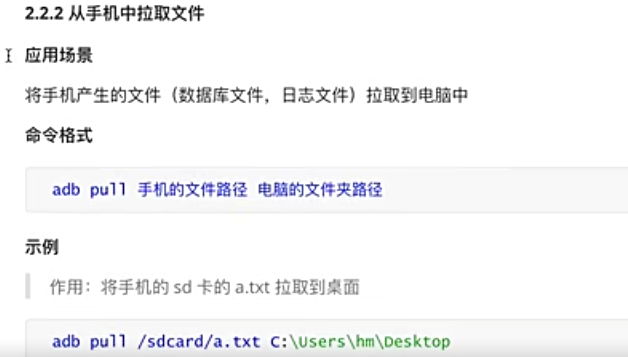 2.2.2 从手机中拉取文件
应用场景
将手机产生的文件（数据库文件，日志文件）拉取到电脑中
命令格式
adb pull 手机的文件路径 电脑的文件夹路径
示例
作用：将手机的 sd 卡的 a.txt 拉取到桌面
adb pull /sdcard/a.txt C:\Users\hm\Desktop